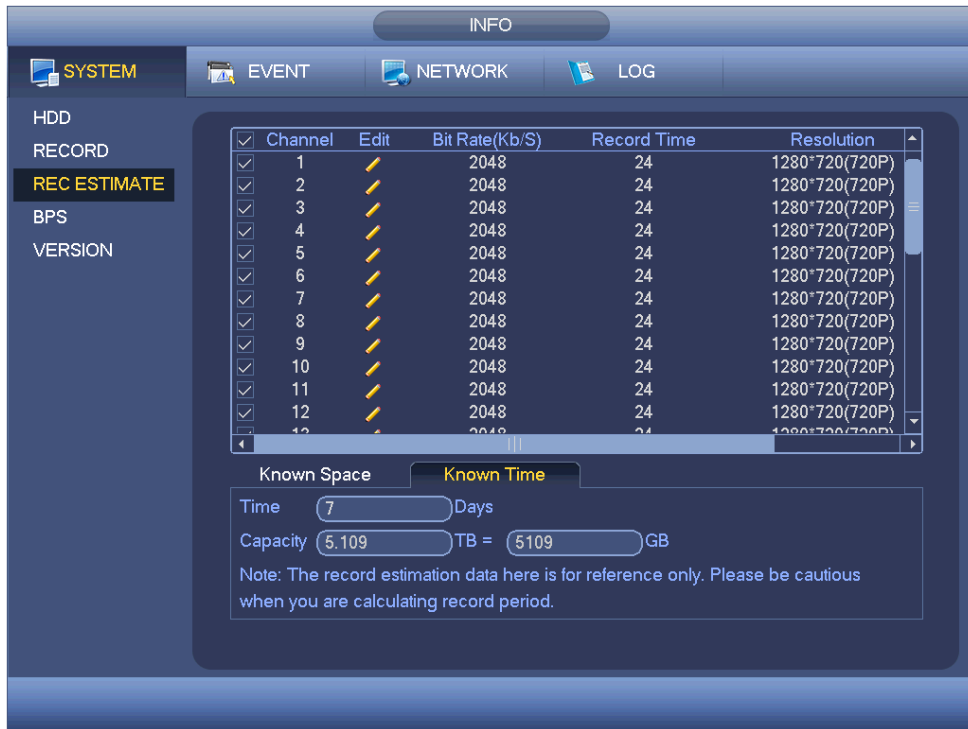 INFO
SYSTEM EVENT NETWORK LOG
HDD
RECORD
REC ESTIMATE
BPS
VERSION
Channel Edit Bit Rate(Kb/S) Record Time Resolution
1 2048 24 1280*720(720P)
2 2048 24 1280*720(720P)
3 2048 24 1280*720(720P)
4 2048 24 1280*720(720P)
5 2048 24 1280*720(720P)
6 2048 24 1280*720(720P)
7 2048 24 1280*720(720P)
8 2048 24 1280*720(720P)
9 2048 24 1280*720(720P)
10 2048 24 1280*720(720P)
11 2048 24 1280*720(720P)
12 2048 24 1280*720(720P)
13 2048 24 1280*720(720P)
Known Space Known Time
Time 7 Days
Capacity 5.109 TB = 5109 GB
Note: The record estimation data here is for reference only. Please be cautious
when you are calculating record period.